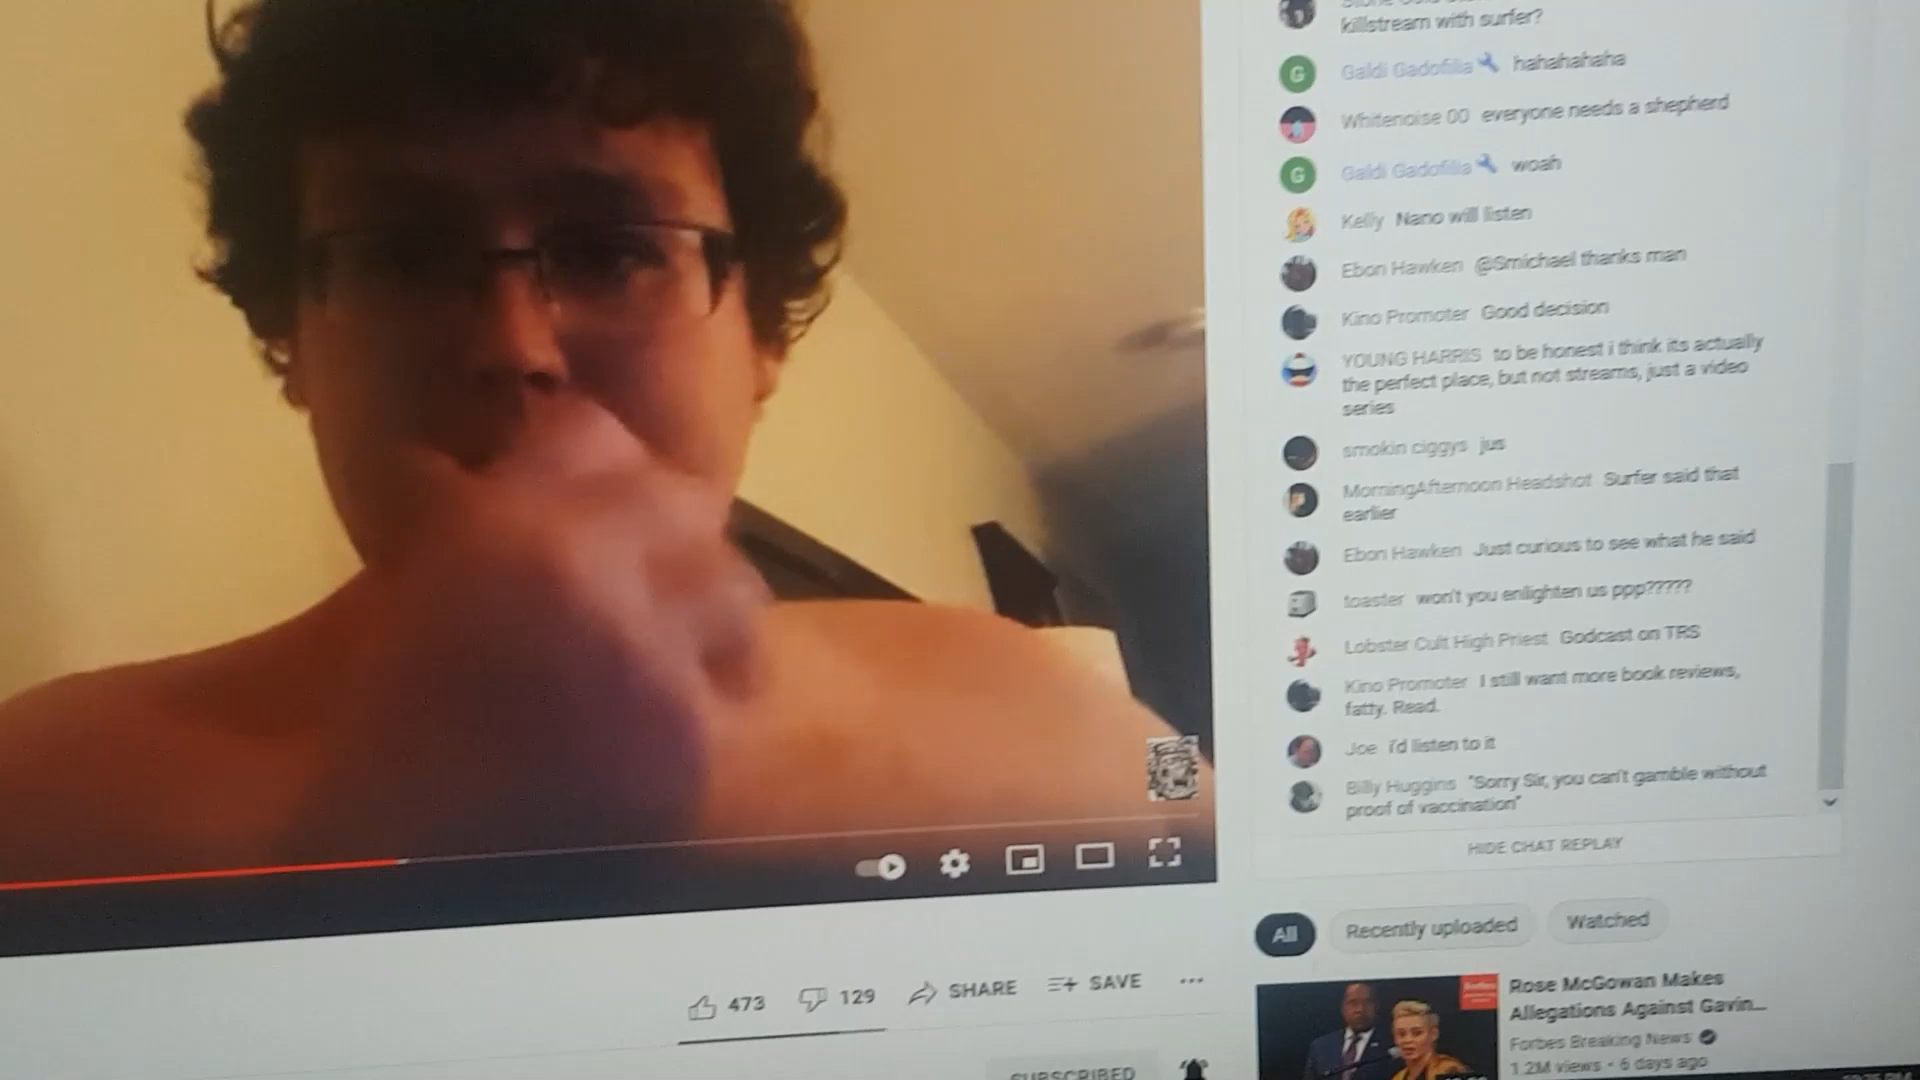 killstream with surfer?
Galdi Gadofilia hahahahaha
Whitenoise 00 everyone needs a shepherd
G
Galdi Gadofilia woah
G
Kelly Nano will listen
Ebon Hawken @Smichael thanks man
Kino Promoter Good decision
YOUNG HARRIS to be honest i think its actually
the perfect place, but not streams, just a video
series
smokin ciggys jus
MorningAfternoon Headshot Surfer said that
earlier
Ebon Hawken Just curious to see what he said
toaster won't you enlighten us ppp?????
Lobster Cult High Priest Godcast on TRS
Kino Promoter I still want more book reviews,
fatty. Read.
Joe i'd listen to it
Billy Huggins "Sorry Sir, you can't gamble without
proof of vaccination"
HIDE CHAT REPLAY
All Recently uploaded Watched
473 129 SHARE SAVE
SUBSCRIBED
Rose McGowan Makes
Allegations Against Gavin...
Forbes Breaking News
1.2M views • 6 days ago